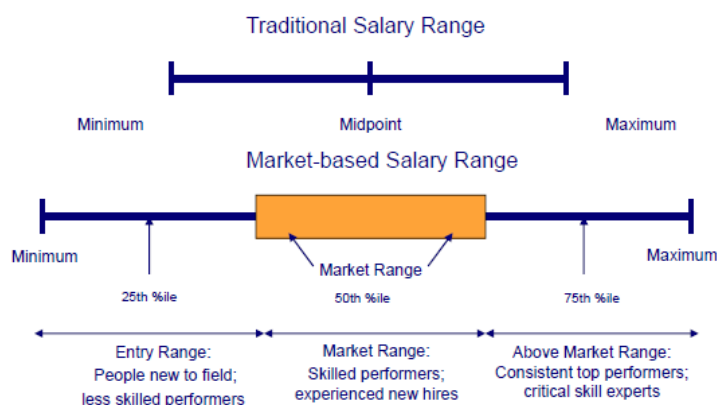 Traditional Salary Range
Minimum Midpoint Maximum
Market-based Salary Range
Minimum Market Range Maximum
25th %ile 50th %ile 75th %ile
Entry Range: Market Range: Above Market Range:
People new to field; Skilled performers; Consistent top performers;
less skilled performers experienced new hires critical skill experts